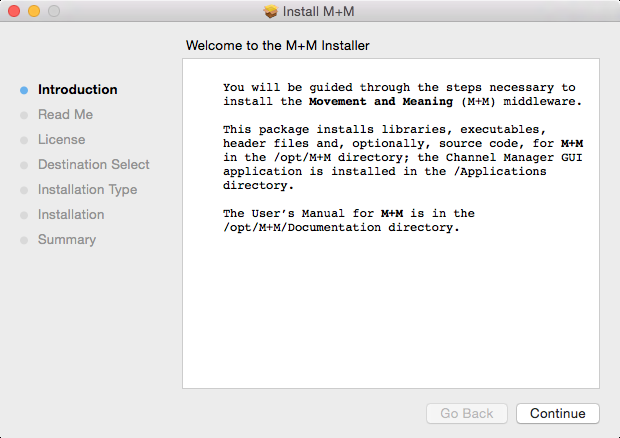 Install M+M
Welcome to the M+M Installer
Introduction
Read Me
License
Destination Select
Installation Type
Installation
Summary
You will be guided through the steps necessary to
install the Movement and Meaning (M+M) middleware.
This package installs libraries, executables,
header files and, optionally, source code, for M+M
in the /opt/M+M directory; the Channel Manager GUI
application is installed in the /Applications
directory.
The User's Manual for M+M is in the
/opt/M+M/Documentation directory.
Go Back
Continue